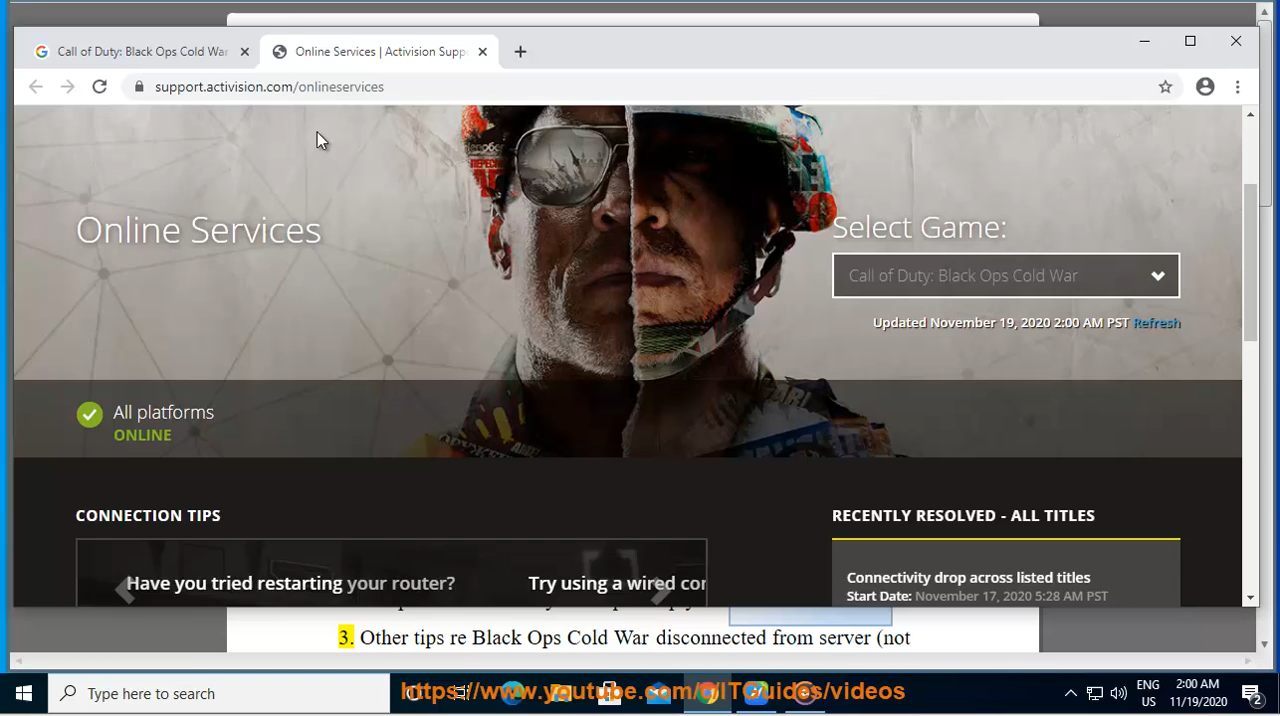 Call of Duty: Black Ops Cold War
Online Services | Activision Supp
support.activision.com/onlineservices
Online Services
Select Game:
Call of Duty: Black Ops Cold War
Updated November 19, 2020 2:00 AM PST Refresh
All platforms
ONLINE
CONNECTION TIPS
RECENTLY RESOLVED - ALL TITLES
Have you tried restarting your router?
Try using a wired cor
Connectivity drop across listed titles
Start Date: November 17, 2020 5:28 AM PST
3. Other tips re Black Ops Cold War disconnected from server (not
Type here to search
https://www.youtube.com/c/ITGuides/videos
ENG
US
2:00 AM
11/19/2020
2